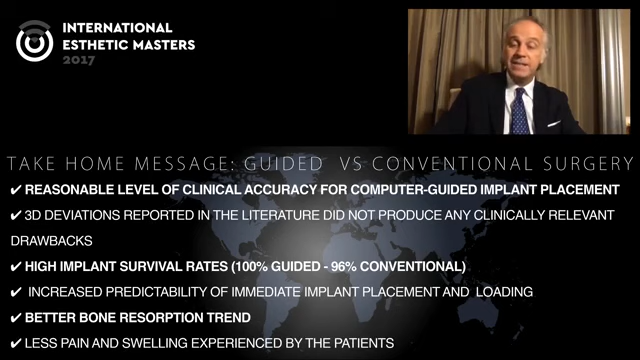 INTERNATIONAL
ESTHETIC MASTERS
2017
TAKE HOME MESSAGE: GUIDED VS CONVENTIONAL SURGERY
✔ REASONABLE LEVEL OF CLINICAL ACCURACY FOR COMPUTER-GUIDED IMPLANT PLACEMENT
✔ 3D DEVIATIONS REPORTED IN THE LITERATURE DID NOT PRODUCE ANY CLINICALLY RELEVANT
DRAWBACKS
✔ HIGH IMPLANT SURVIVAL RATES (100% GUIDED - 96% CONVENTIONAL)
✔ INCREASED PREDICTABILITY OF IMMEDIATE IMPLANT PLACEMENT AND LOADING
✔ BETTER BONE RESORPTION TREND
✔ LESS PAIN AND SWELLING EXPERIENCED BY THE PATIENTS